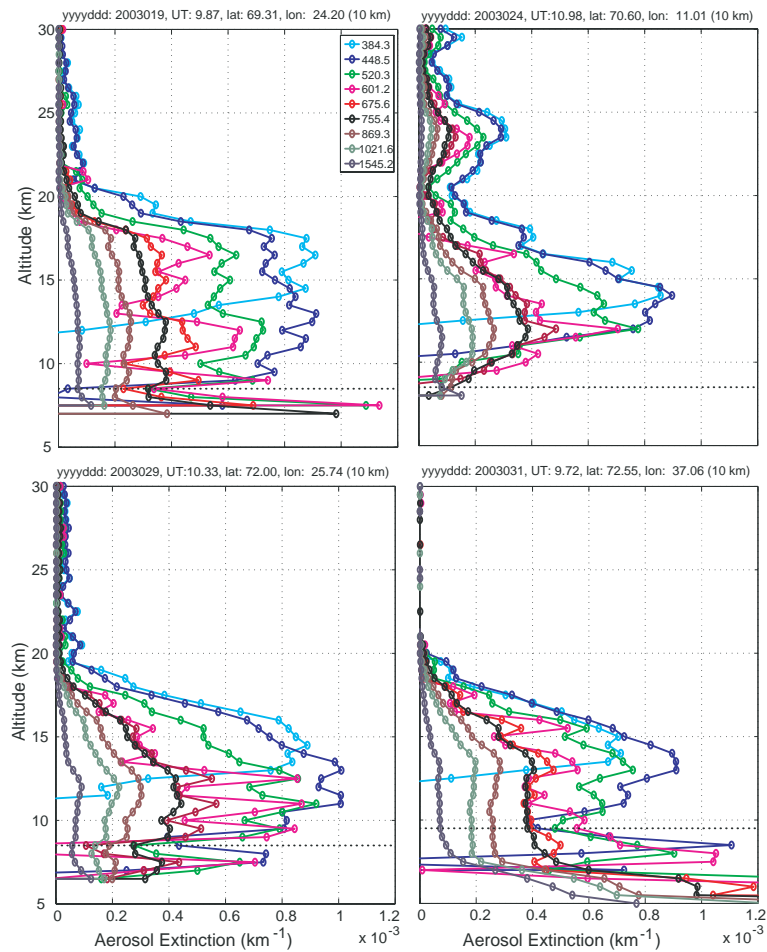 yyyyddd: 2003019, UT: 9.87, lat: 69.31, lon: 24.20 (10 km)
30
25
20
15
10
5
Altitude (km)
384.3
448.5
520.3
601.2
675.6
755.4
869.3
1021.6
1545.2
yyyyddd: 2003024, UT:10.98, lat: 70.60, lon: 11.01 (10 km)
yyyyddd: 2003029, UT:10.33, lat: 72.00, lon: 25.74 (10 km)
30
25
20
15
10
5
Altitude (km)
0 0.2 0.4 0.6 0.8 1 1.2
Aerosol Extinction (km-1)
x 10-3
yyyyddd: 2003031, UT: 9.72, lat: 72.55, lon: 37.06 (10 km)
0 0.2 0.4 0.6 0.8 1 1.2
Aerosol Extinction (km-1)
x 10-3